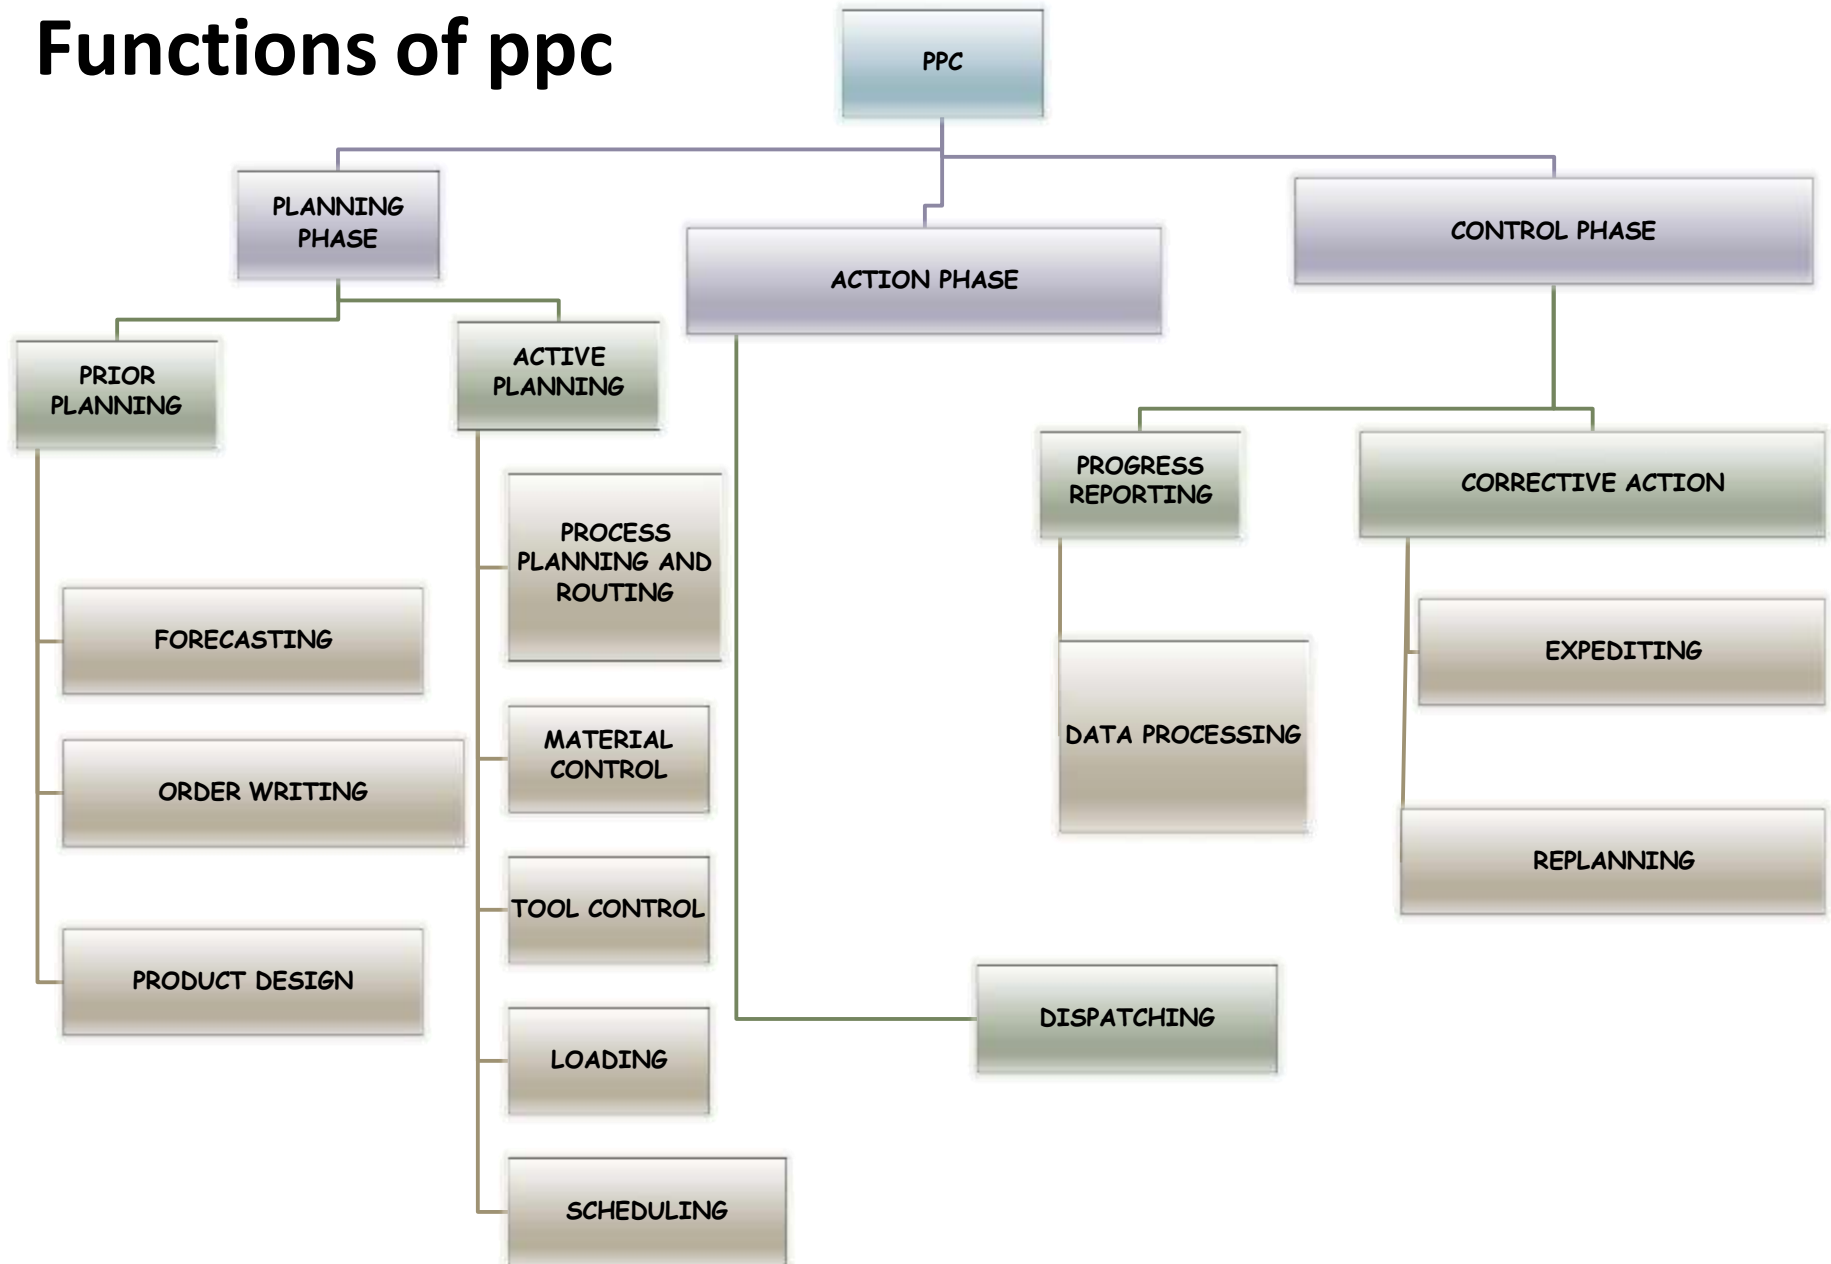 Functions of ppc
PPC
PLANNING
PHASE
ACTION PHASE
CONTROL PHASE
PRIOR
PLANNING
ACTIVE
PLANNING
PROGRESS
REPORTING
CORRECTIVE ACTION
FORECASTING
ORDER WRITING
PRODUCT DESIGN
PROCESS
PLANNING AND
ROUTING
MATERIAL
CONTROL
TOOL CONTROL
LOADING
SCHEDULING
DISPATCHING
DATA PROCESSING
EXPEDITING
REPLANNING